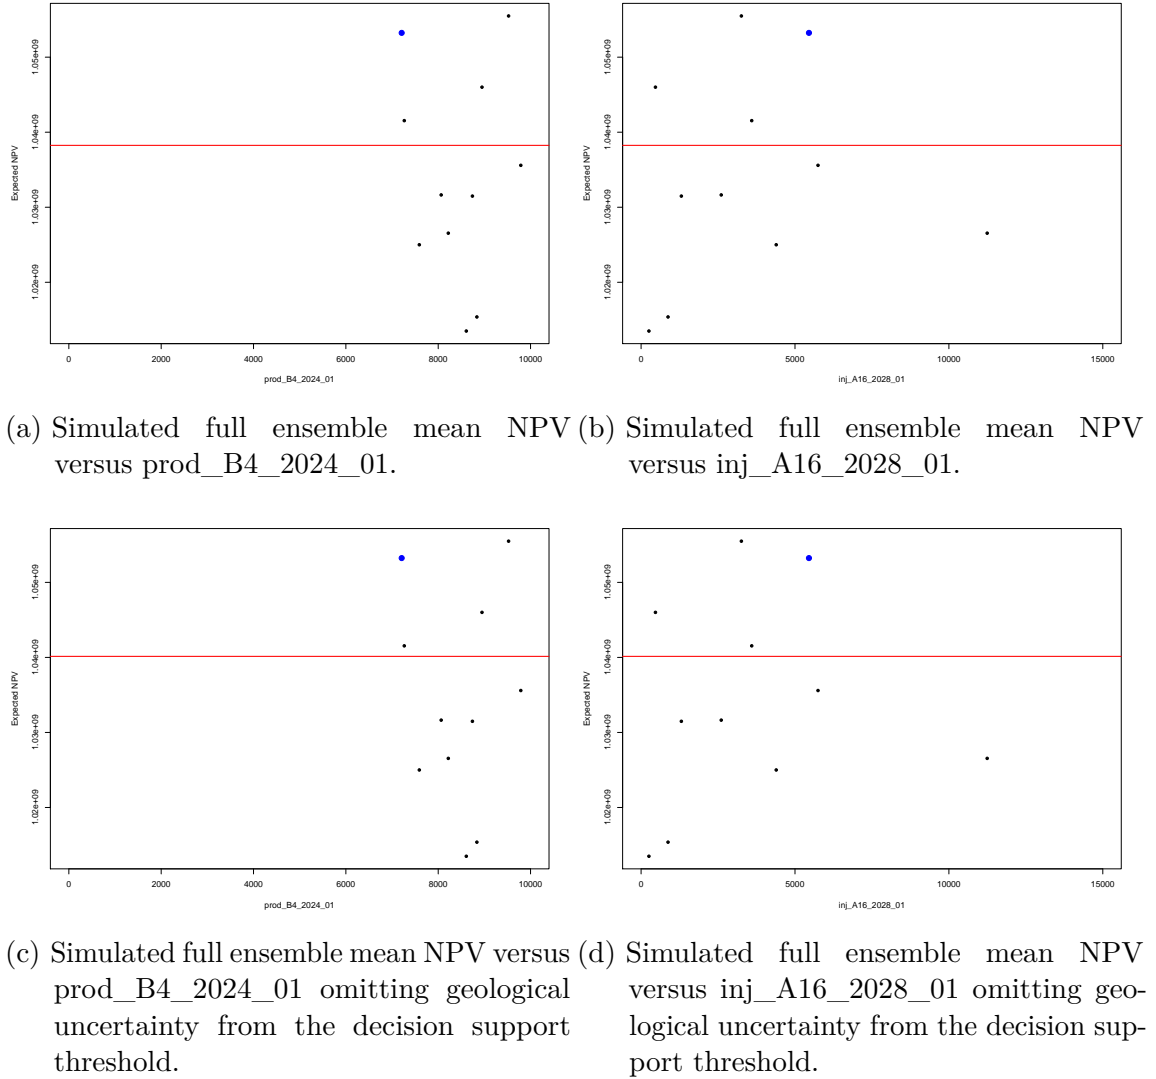 1.05e+09
1.04e+09
1.03e+09
1.02e+09
Expected NPV
0 2000 4000 6000 8000 10000
prod_B4_2024_01
1.05e+09
1.04e+09
1.03e+09
1.02e+09
Expected NPV
0 5000 10000 15000
inj_A16_2028_01
(a) Simulated full ensemble mean NPV
versus prod_B4_2024_01.
(b) Simulated full ensemble mean NPV
versus inj_A16_2028_01.
1.05e+09
1.04e+09
1.03e+09
1.02e+09
Expected NPV
0 2000 4000 6000 8000 10000
prod_B4_2024_01
1.05e+09
1.04e+09
1.03e+09
1.02e+09
Expected NPV
0 5000 10000 15000
inj_A16_2028_01
(c) Simulated full ensemble mean NPV versus
prod_B4_2024_01 omitting geological
uncertainty from the decision support
threshold.
(d) Simulated full ensemble mean NPV
versus inj_A16_2028_01 omitting geo-
logical uncertainty from the decision sup-
port threshold.